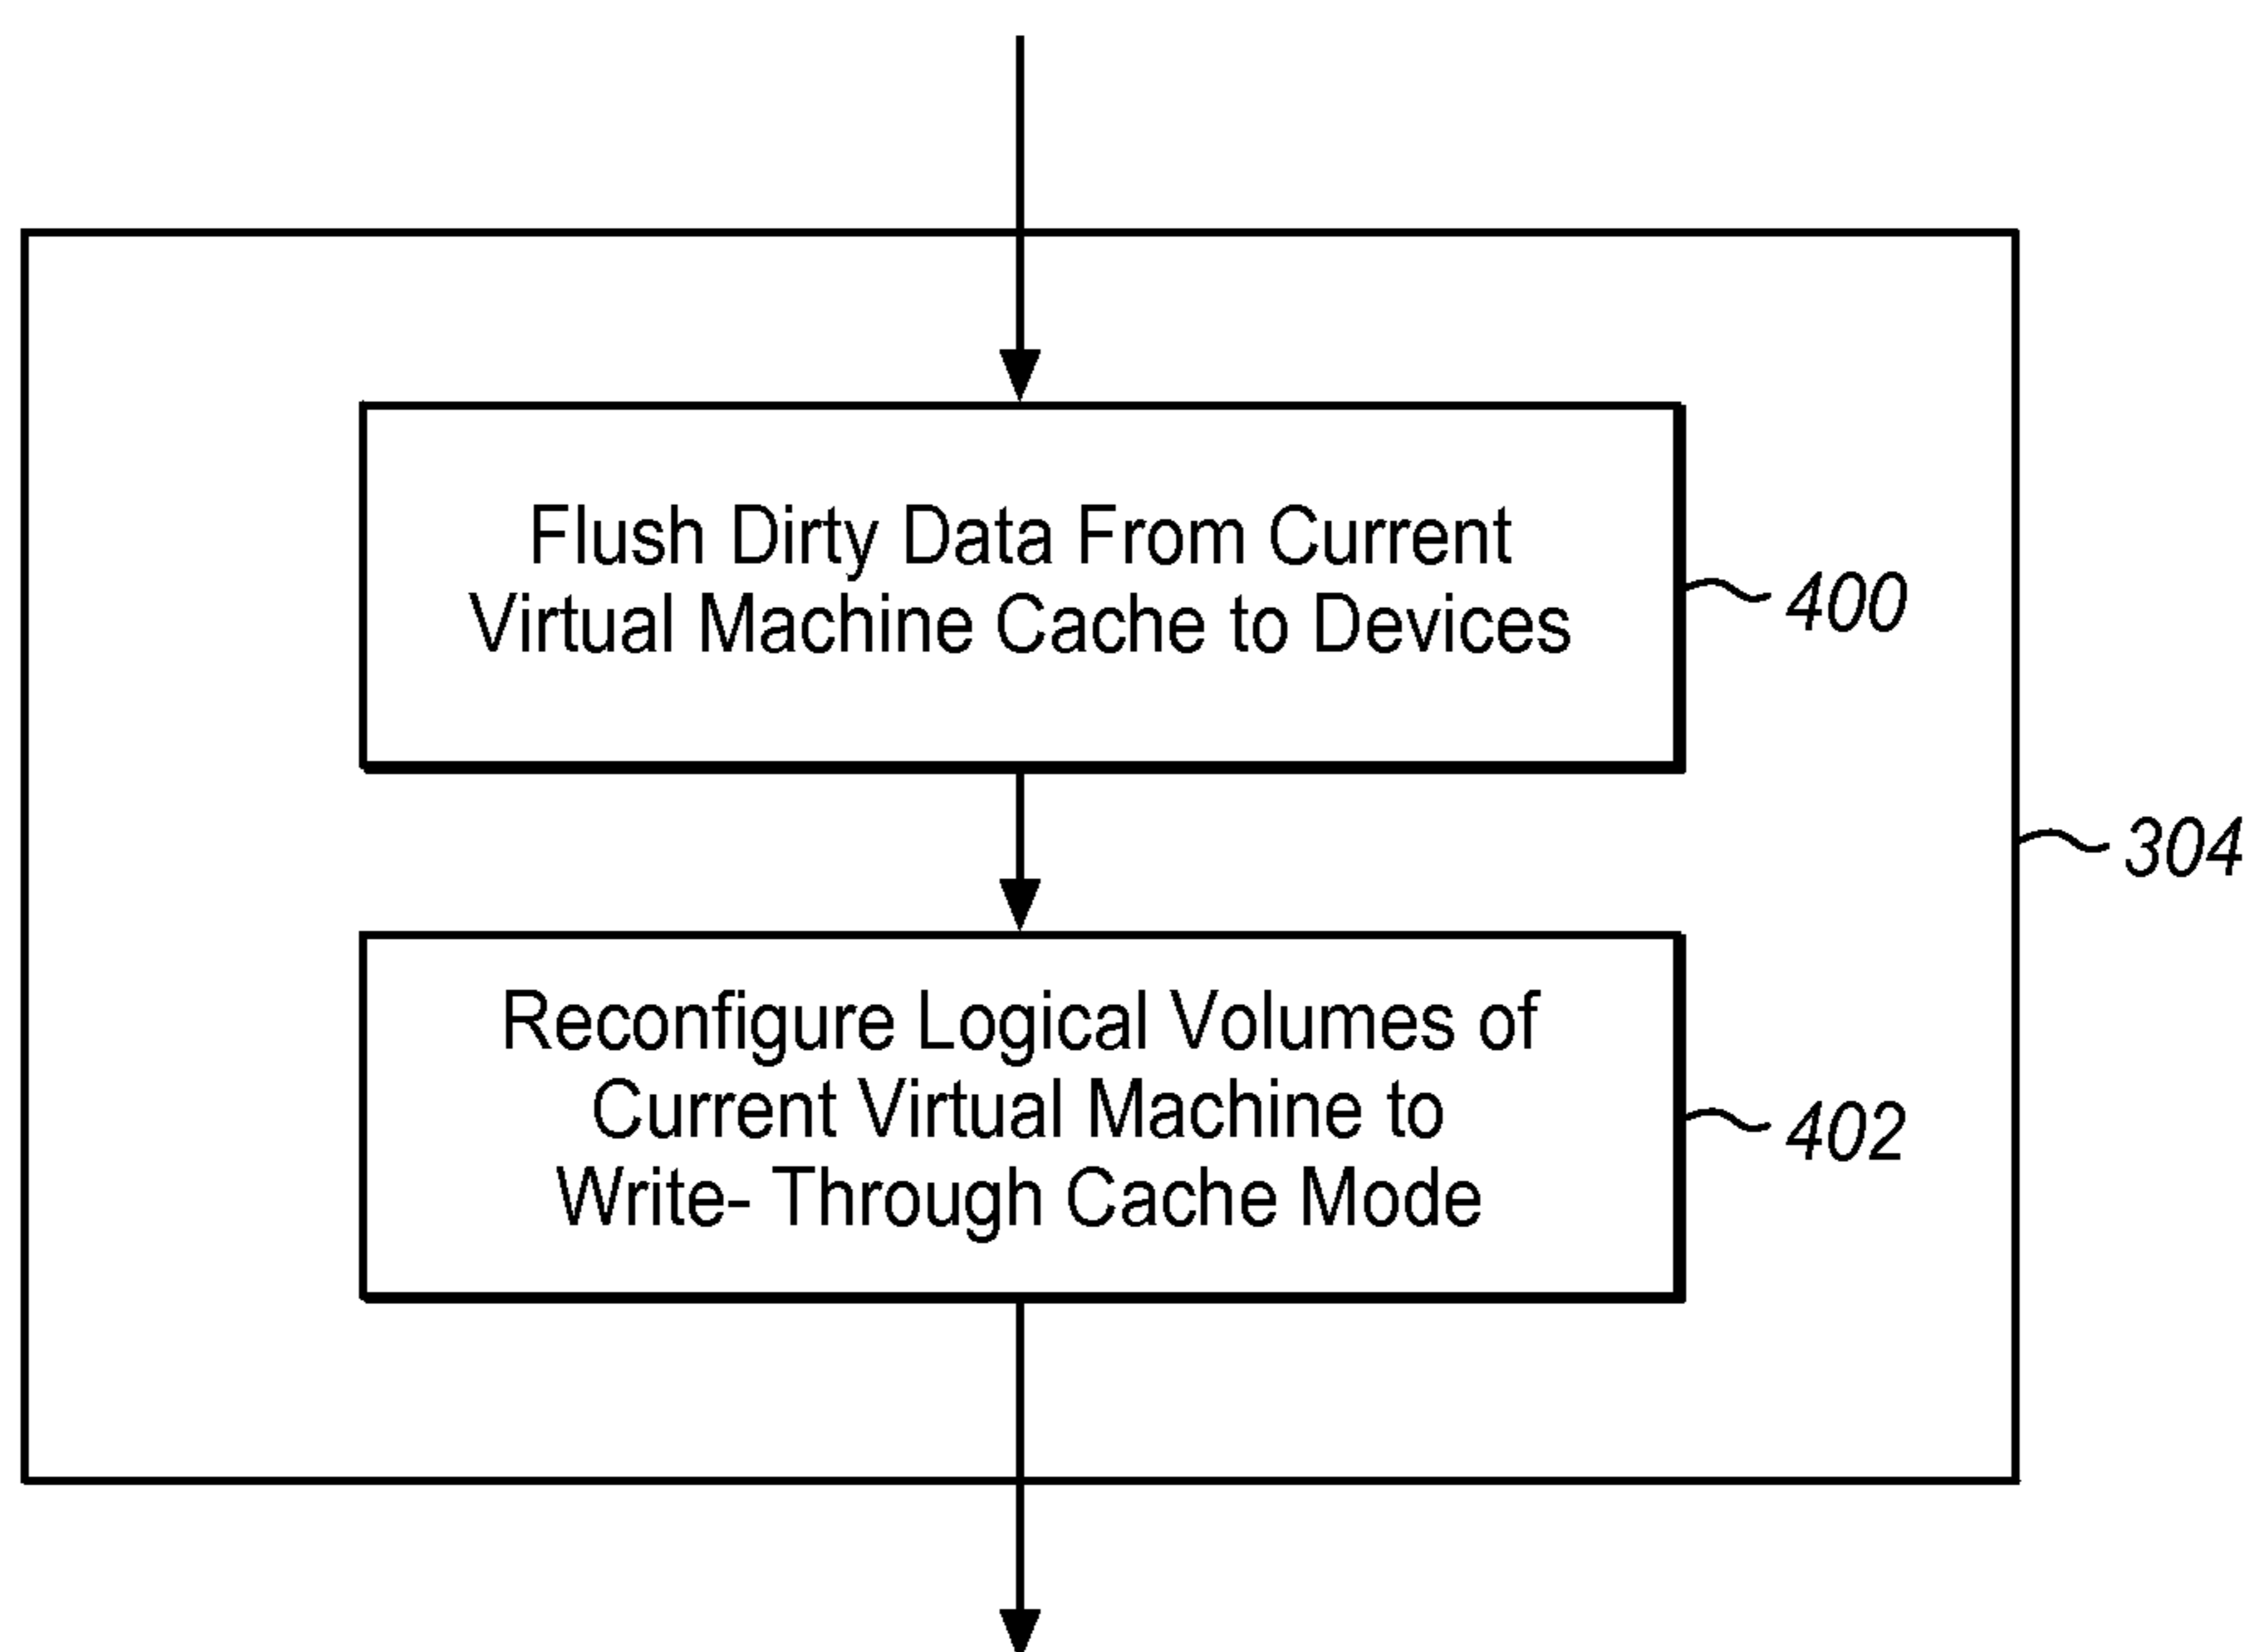 Flush Dirty Data From Current
Virtual Machine Cache to Devices
400
304
Reconfigure Logical Volumes of
Current Virtual Machine to
Write- Through Cache Mode
402